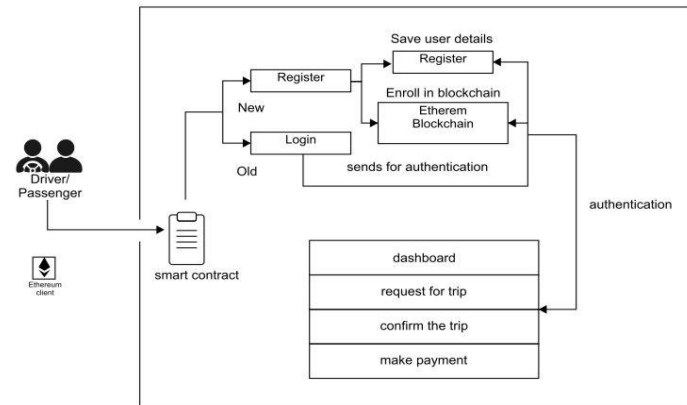 Save user details
Register
Register
Enroll in blockchain
Etherem
Blockchain
New
Login
Old
sends for authentication
Driver/
Passenger
authentication
smart contract
Ethereum
client
dashboard
request for trip
confirm the trip
make payment